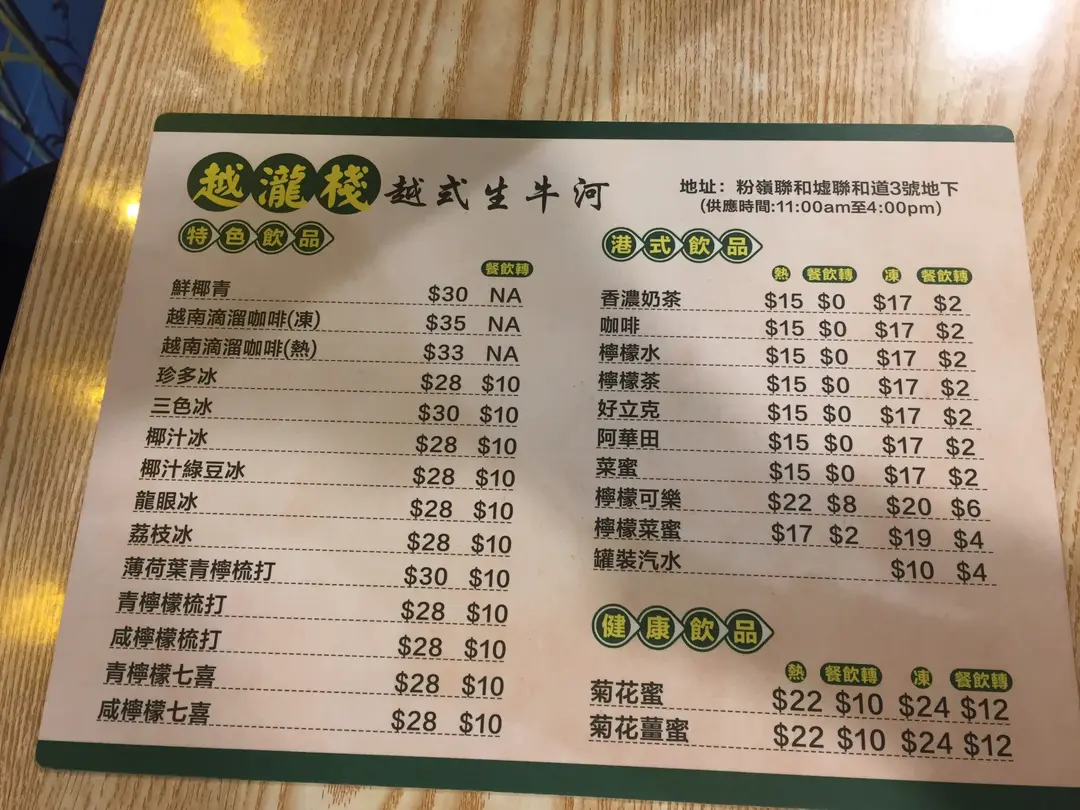 越瀧棧 越式生牛河
地址：粉嶺聯和墟聯和道3號地下
(供應時間:11:00am至4:00pm)
特色飲品
餐飲轉
鮮椰青 $30 NA
越南滴溜咖啡(凍) $35 NA
越南滴溜咖啡(熱) $33 NA
珍多冰 $28 $10
三色冰 $30 $10
椰汁冰 $28 $10
椰汁綠豆冰 $28 $10
龍眼冰 $28 $10
荔枝冰 $28 $10
薄荷葉青檸梳打 $30 $10
青檸檬梳打 $28 $10
咸檸檬梳打 $28 $10
青檸檬七喜 $28 $10
咸檸檬七喜 $28 $10
港式飲品
熱 餐飲轉 凍 餐飲轉
香濃奶茶 $15 $0 $17 $2
咖啡 $15 $0 $17 $2
檸檬水 $15 $0 $17 $2
檸檬茶 $15 $0 $17 $2
好立克 $15 $0 $17 $2
阿華田 $15 $0 $17 $2
菜蜜 $15 $0 $17 $2
檸檬可樂 $22 $8 $20 $6
檸檬菜蜜 $17 $2 $19 $4
罐裝汽水 $10 $4
健康飲品
熱 餐飲轉 凍 餐飲轉
菊花蜜 $22 $10 $24 $12
菊花薑蜜 $22 $10 $24 $12